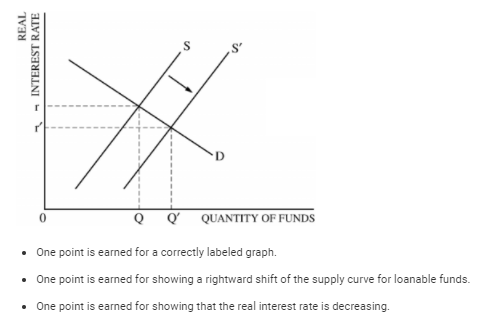 REAL
INTEREST RATE
S
S′
r
r′
D
0
Q
Q′
QUANTITY OF FUNDS
• One point is earned for a correctly labeled graph.
• One point is earned for showing a rightward shift of the supply curve for loanable funds.
• One point is earned for showing that the real interest rate is decreasing.